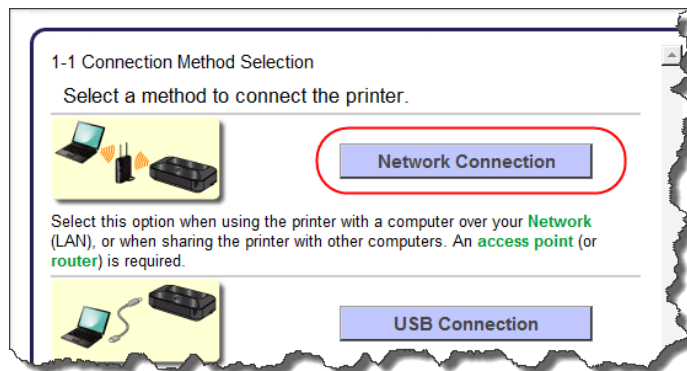 1-1 Connection Method Selection
Select a method to connect the printer.
Network Connection
Select this option when using the printer with a computer over your Network
(LAN), or when sharing the printer with other computers. An access point (or
router) is required.
USB Connection